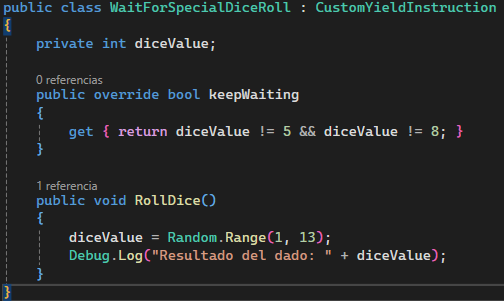 public class WaitForSpecialDiceRoll : CustomYieldInstruction
{
    private int diceValue;
    0 referencias
    public override bool keepWaiting
    {
        get { return diceValue != 5 && diceValue != 8; }
    }
    1 referencia
    public void RollDice()
    {
        diceValue = Random.Range(1, 13);
        Debug.Log("Resultado del dado: " + diceValue);
    }
}